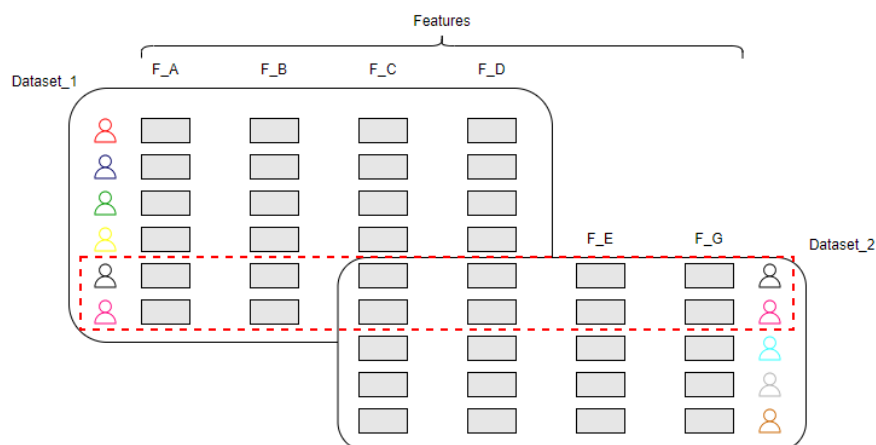 Features
Dataset_1
F_A F_B F_C F_D
F_E F_G
Dataset_2